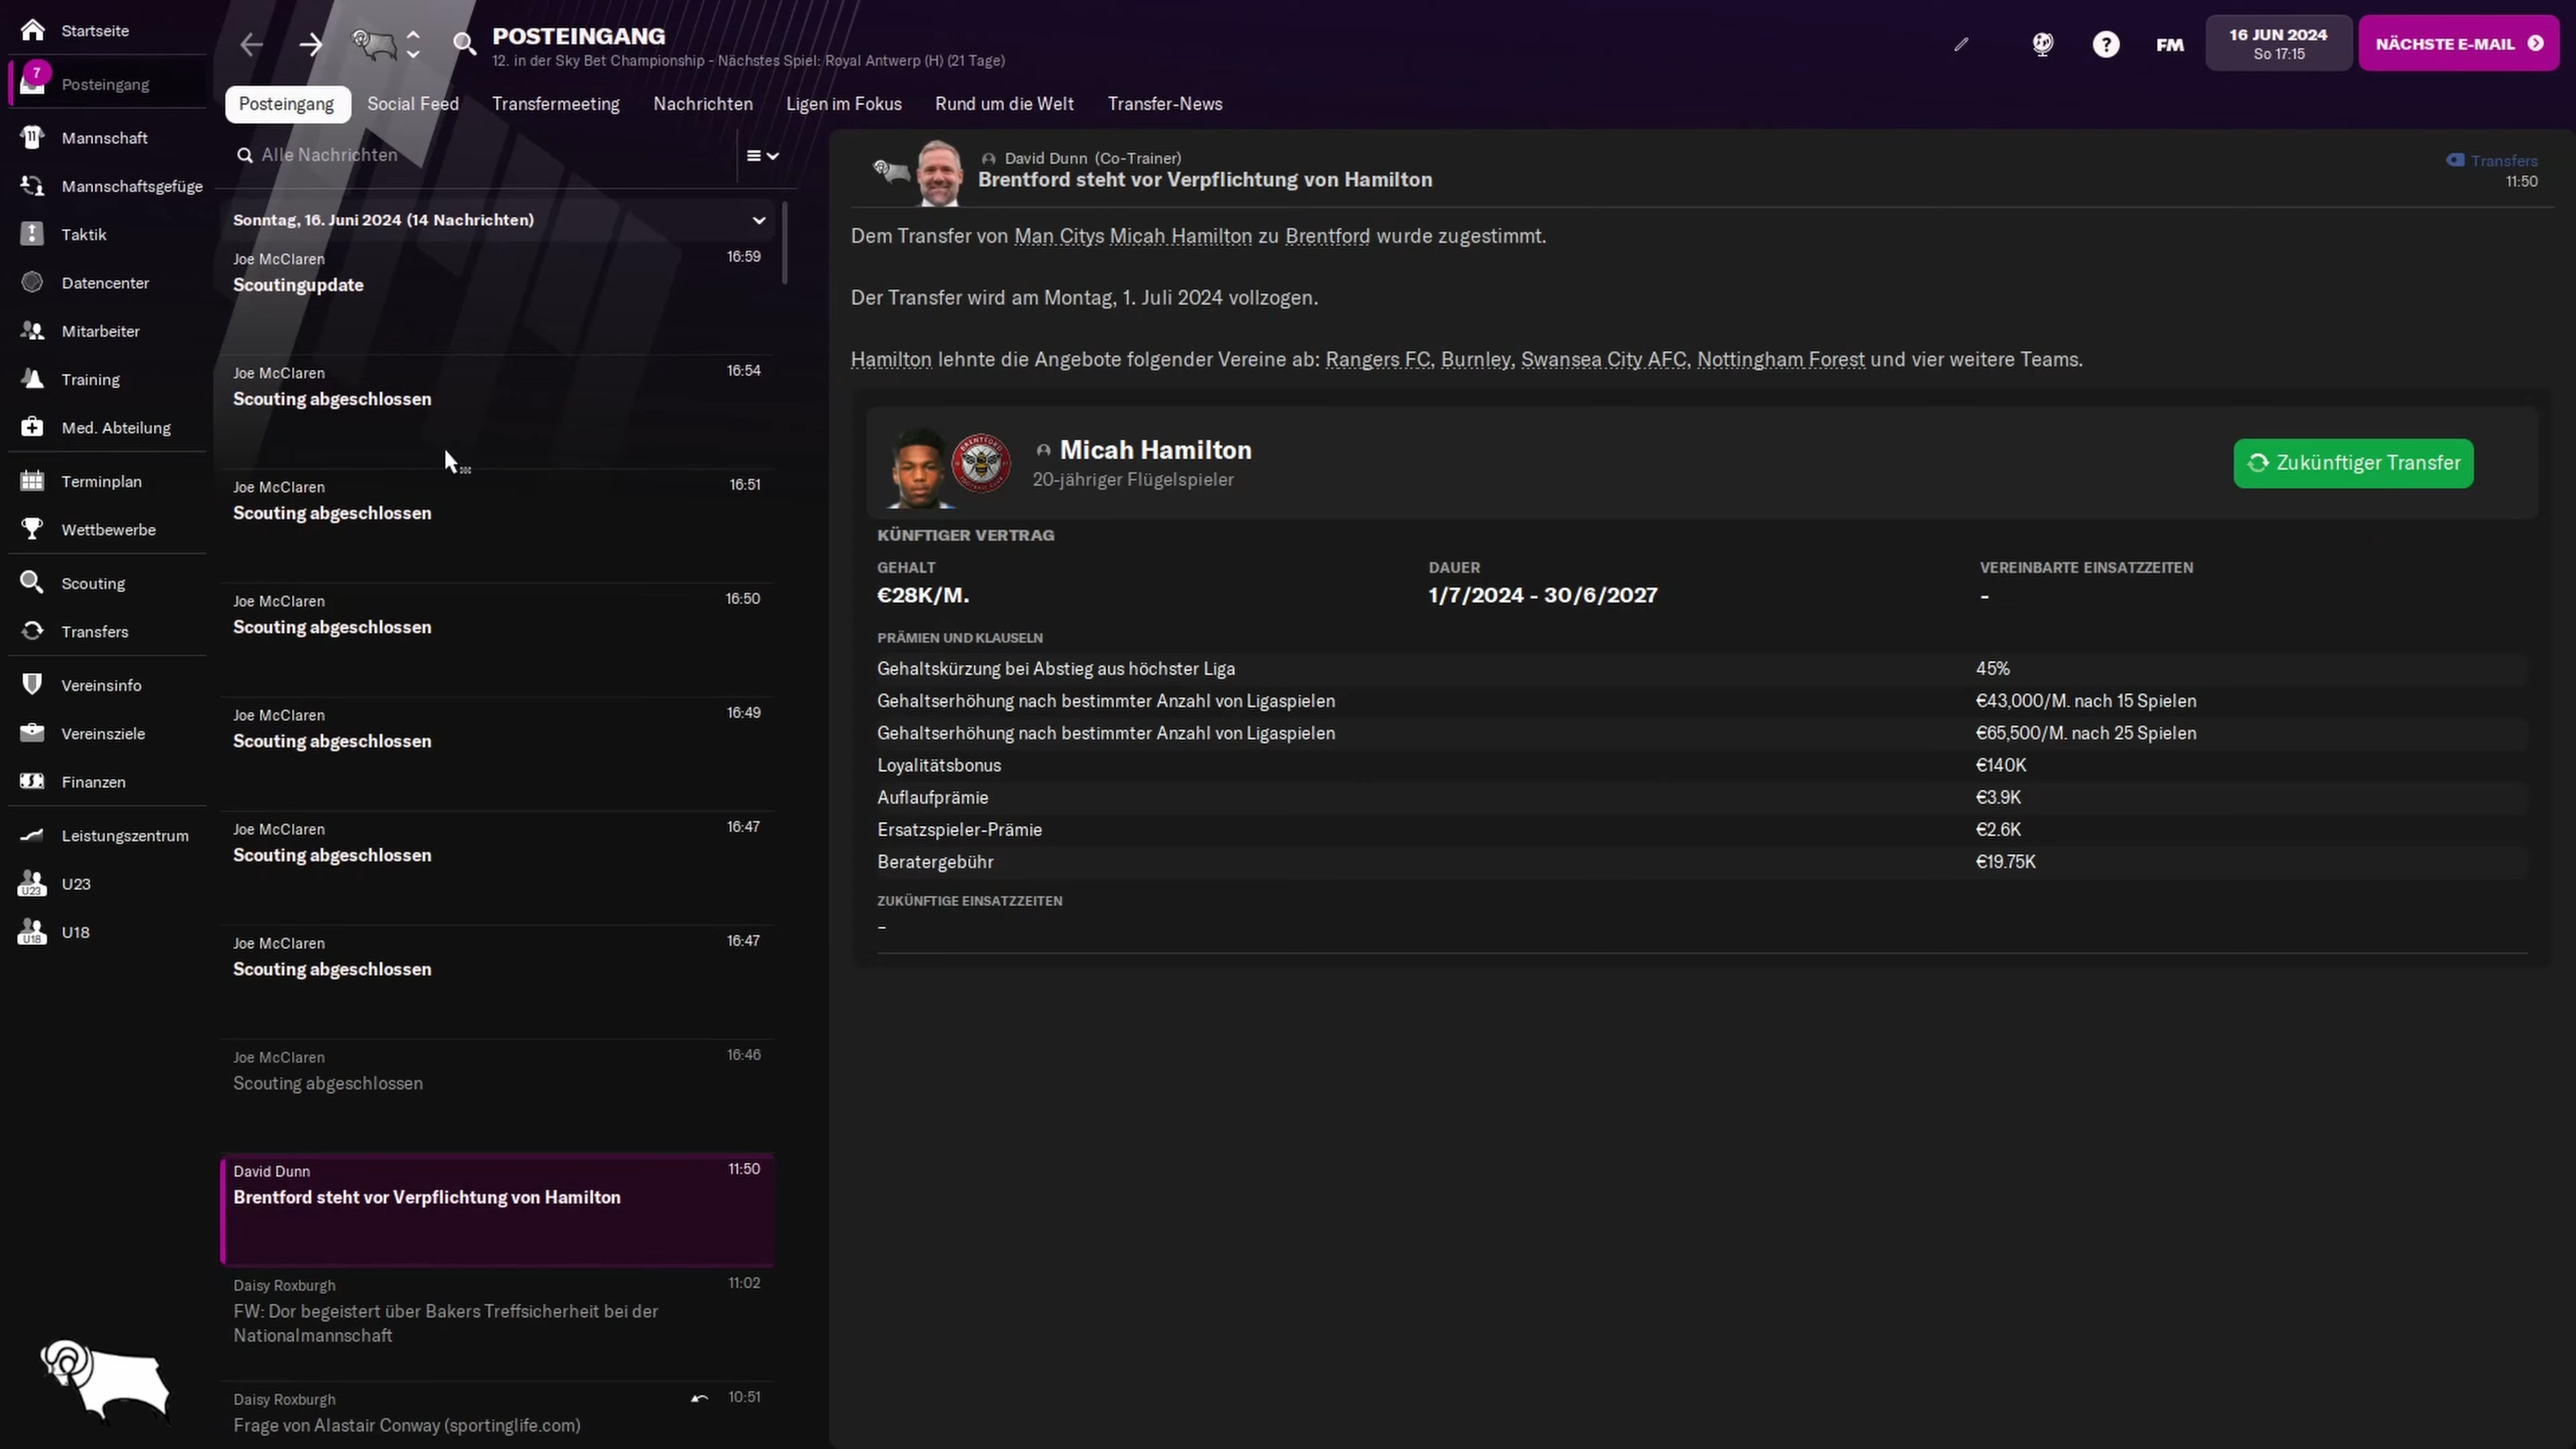 Startseite
7
Posteingang
Mannschaft
Mannschaftsgefüge
Taktik
Datencenter
Mitarbeiter
Training
Med. Abteilung
Terminplan
Wettbewerbe
Scouting
Transfers
Vereinsinfo
Vereinsziele
Finanzen
Leistungszentrum
U23
U23
U18
U18
POSTEINGANG
12. in der Sky Bet Championship - Nächstes Spiel: Royal Antwerp (H) (21 Tage)
?
FM
16 JUN 2024
So 17:15
NÄCHSTE E-MAIL
Posteingang
Social Feed
Transfermeeting
Nachrichten
Ligen im Fokus
Rund um die Welt
Transfer-News
Alle Nachrichten
Sonntag, 16. Juni 2024 (14 Nachrichten)
Joe McClaren 16:59
Scoutingupdate
Joe McClaren 16:54
Scouting abgeschlossen
Joe McClaren 16:51
Scouting abgeschlossen
Joe McClaren 16:50
Scouting abgeschlossen
Joe McClaren 16:49
Scouting abgeschlossen
Joe McClaren 16:47
Scouting abgeschlossen
Joe McClaren 16:47
Scouting abgeschlossen
Joe McClaren 16:46
Scouting abgeschlossen
David Dunn 11:50
Brentford steht vor Verpflichtung von Hamilton
Daisy Roxburgh 11:02
FW: Dor begeistert über Bakers Treffsicherheit bei der
Nationalmannschaft
Daisy Roxburgh 10:51
Frage von Alastair Conway (sportinglife.com)
David Dunn (Co-Trainer)
Brentford steht vor Verpflichtung von Hamilton
Transfers
11:50
Dem Transfer von Man Citys Micah Hamilton zu Brentford wurde zugestimmt.
Der Transfer wird am Montag, 1. Juli 2024 vollzogen.
Hamilton lehnte die Angebote folgender Vereine ab: Rangers FC, Burnley, Swansea City AFC, Nottingham Forest und vier weitere Teams.
Micah Hamilton
20-jähriger Flügelspieler
Zukünftiger Transfer
KÜNFTIGER VERTRAG
GEHALT DAUER VEREINBARTE EINSATZZEITEN
€28K/M. 1/7/2024 - 30/6/2027 -
PRÄMIEN UND KLAUSELN
Gehaltskürzung bei Abstieg aus höchster Liga 45%
Gehaltserhöhung nach bestimmter Anzahl von Ligaspielen €43,000/M. nach 15 Spielen
Gehaltserhöhung nach bestimmter Anzahl von Ligaspielen €65,500/M. nach 25 Spielen
Loyalitätsbonus €140K
Auflaufprämie €3.9K
Ersatzspieler-Prämie €2.6K
Beratergebühr €19.75K
ZUKÜNFTIGE EINSATZZEITEN
-